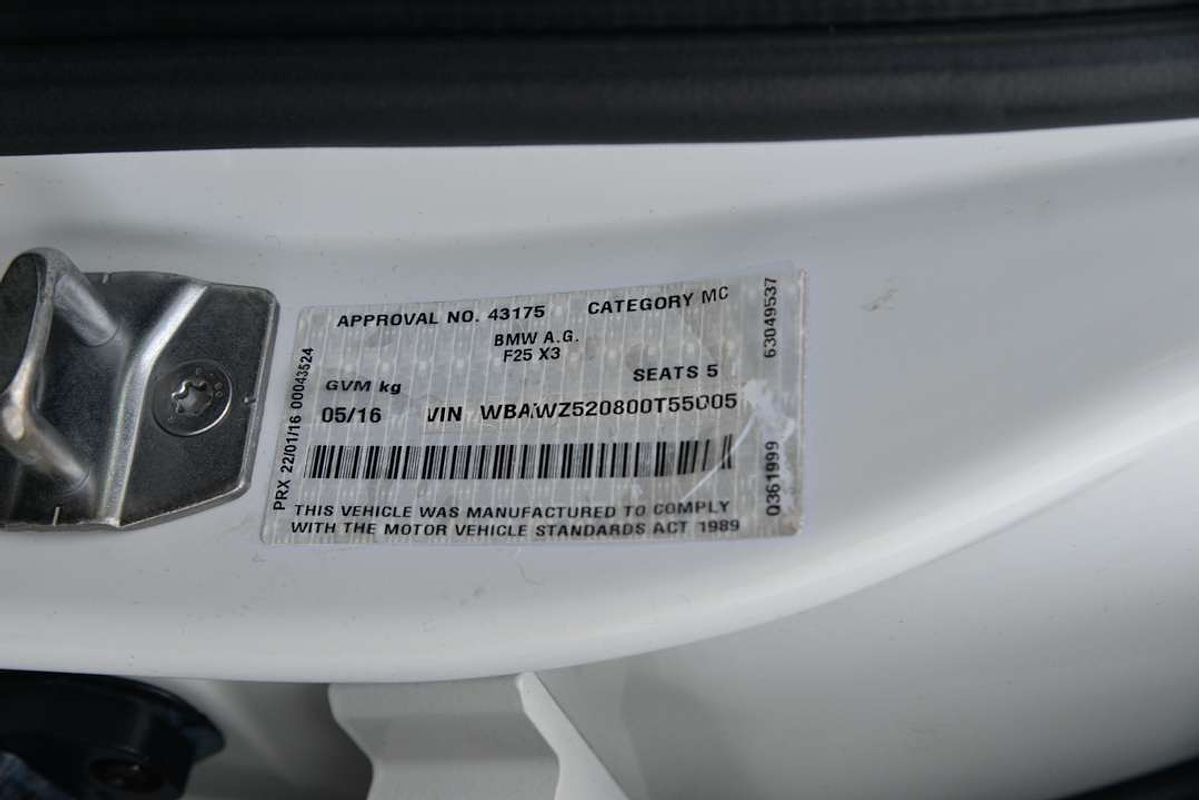 APPROVAL NO. 43175 CATEGORY MC
BMW A.G.
F25 X3
GVM kg SEATS 5
05/16 VIN WBAWZ520800T55005
THIS VEHICLE WAS MANUFACTURED TO COMPLY
WITH THE MOTOR VEHICLE STANDARDS ACT 1989
PRX 22/01/16 00043524
Q361999 63049537